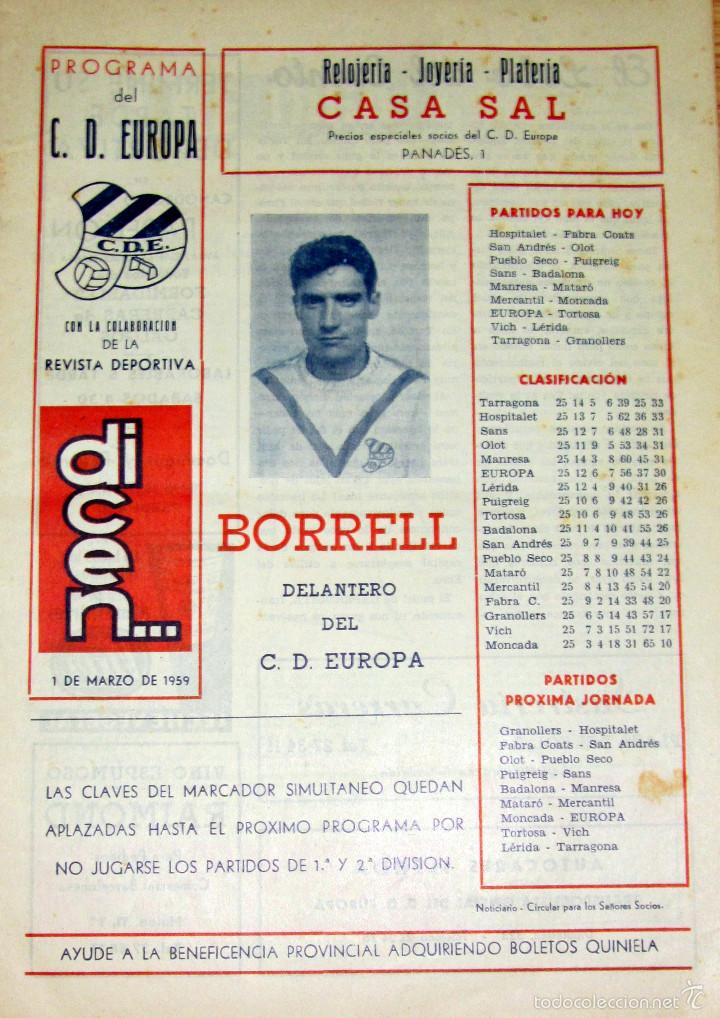 PROGRAMA
del
C. D. EUROPA
C.D.E.
CON LA COLABORACION
DE LA
REVISTA DEPORTIVA
dicen...
1 DE MARZO DE 1959
Relojería - Joyería - Platería
CASA SAL
Precios especiales socios del C. D. Europa
PANADÉS, 1
BORRELL
DELANTERO
DEL
C. D. EUROPA
PARTIDOS PARA HOY
Hospitalet - Fabra Coats
San Andrés - Olot
Pueblo Seco - Puigreig
Sans - Badalona
Manresa - Mataró
Mercantil - Moncada
EUROPA - Tortosa
Vich - Lérida
Tarragona - Granollers
CLASIFICACIÓN
Tarragona 25 14 5 6 39 25 33
Hospitalet 25 13 7 5 62 36 33
Sans 25 12 7 6 48 28 31
Olot 25 11 9 5 53 34 31
Manresa 25 14 3 8 60 45 31
EUROPA 25 12 6 7 56 37 30
Lérida 25 12 4 9 40 31 26
Puigreig 25 10 6 9 42 42 26
Tortosa 25 10 6 9 48 53 26
Badalona 25 11 4 10 41 55 26
San Andrés 25 9 7 9 39 44 25
Pueblo Seco 25 8 8 9 44 43 24
Mataró 25 7 8 10 48 54 22
Mercantil 25 8 4 13 45 54 20
Fabra C. 25 9 2 14 33 48 20
Granollers 25 6 5 14 51 65 17
Vich 25 7 3 15 51 72 17
Moncada 25 3 4 18 31 65 10
PARTIDOS
PROXIMA JORNADA
Granollers - Hospitalet
Fabra Coats - San Andrés
Olot - Pueblo Seco
Puigreig - Sans
Badalona - Manresa
Mataró - Mercantil
Moncada - EUROPA
Tortosa - Vich
Lérida - Tarragona
LAS CLAVES DEL MARCADOR SIMULTANEO QUEDAN
APLAZADAS HASTA EL PROXIMO PROGRAMA POR
NO JUGARSE LOS PARTIDOS DE 1.ª Y 2.ª DIVISION.
Noticiario - Circular para los Señores Socios.
AYUDE A LA BENEFICENCIA PROVINCIAL ADQUIRIENDO BOLETOS QUINIELA
todocoleccion.net